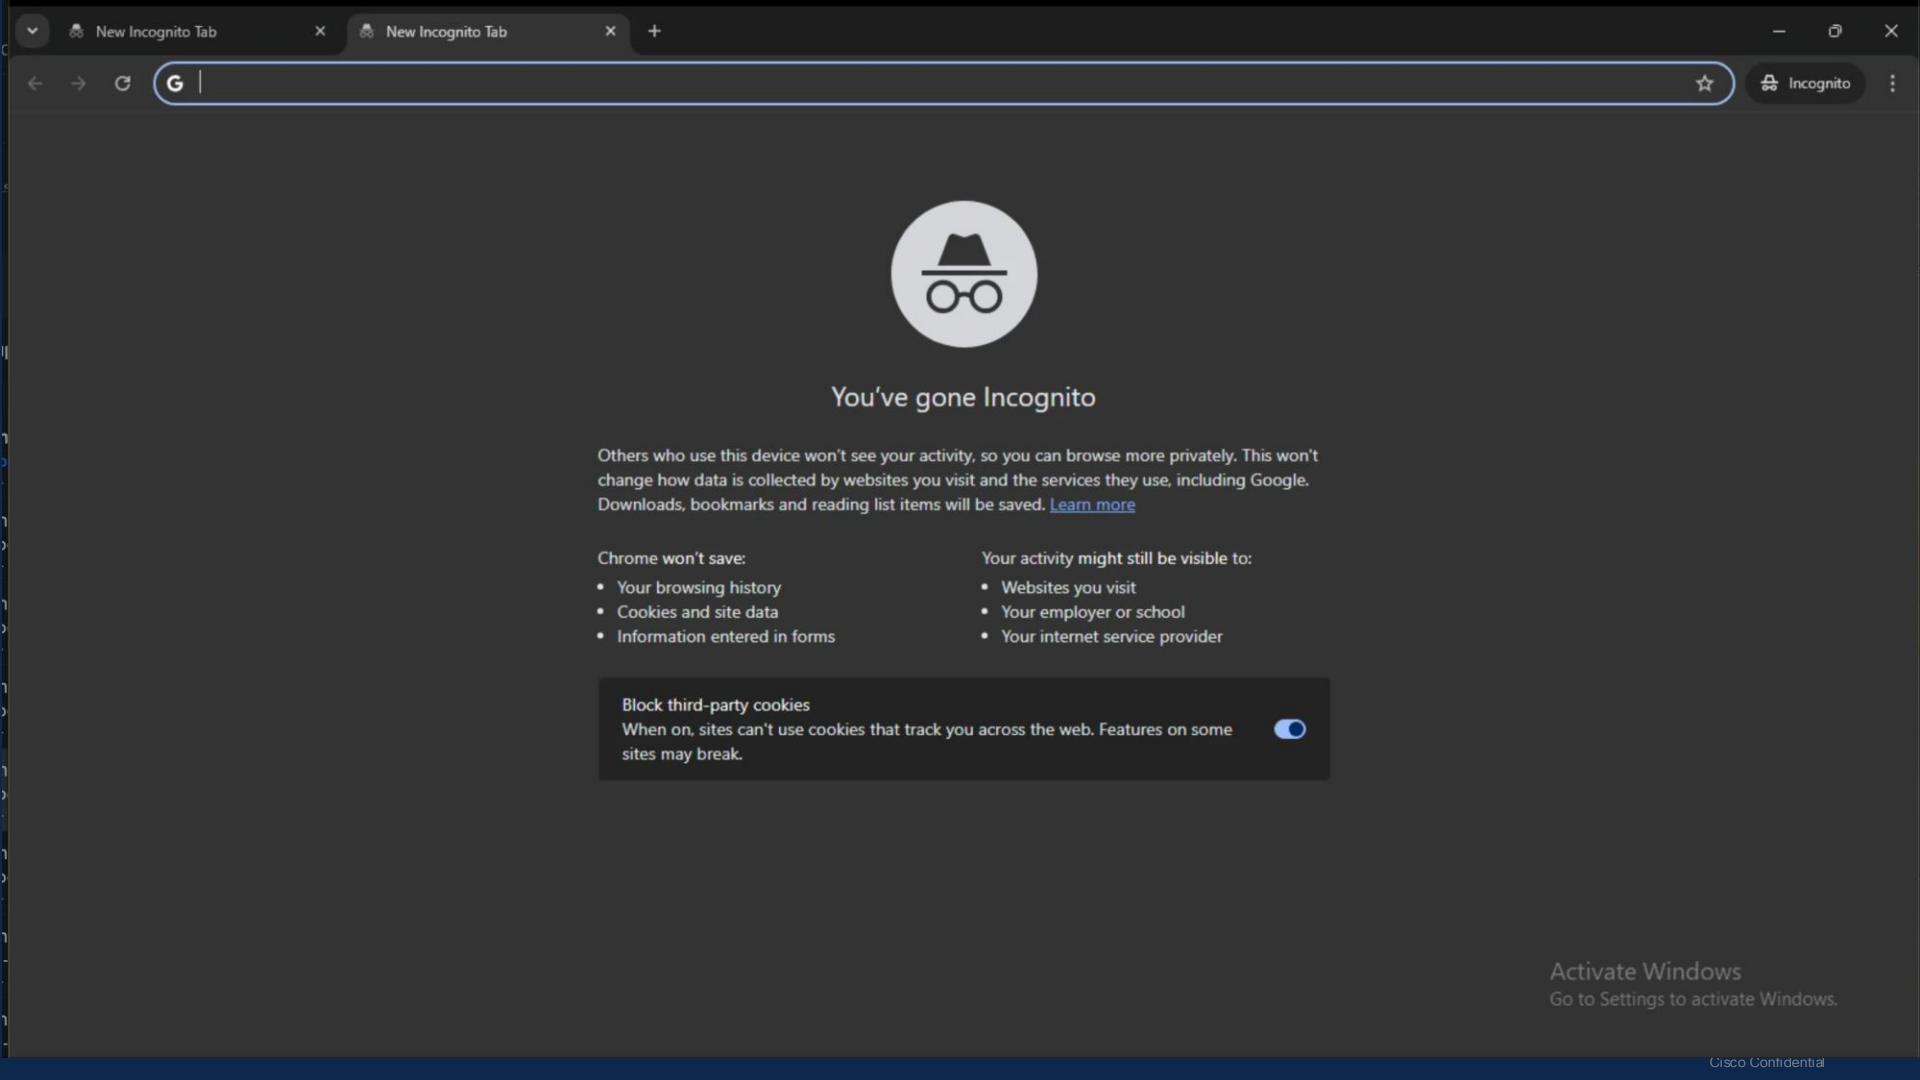 New Incognito Tab
New Incognito Tab
Incognito
You've gone Incognito
Others who use this device won't see your activity, so you can browse more privately. This won't
change how data is collected by websites you visit and the services they use, including Google.
Downloads, bookmarks and reading list items will be saved. Learn more
Chrome won't save:
• Your browsing history
• Cookies and site data
• Information entered in forms
Your activity might still be visible to:
• Websites you visit
• Your employer or school
• Your internet service provider
Block third-party cookies
When on, sites can't use cookies that track you across the web. Features on some
sites may break.
Activate Windows
Go to Settings to activate Windows.
Cisco Confidential